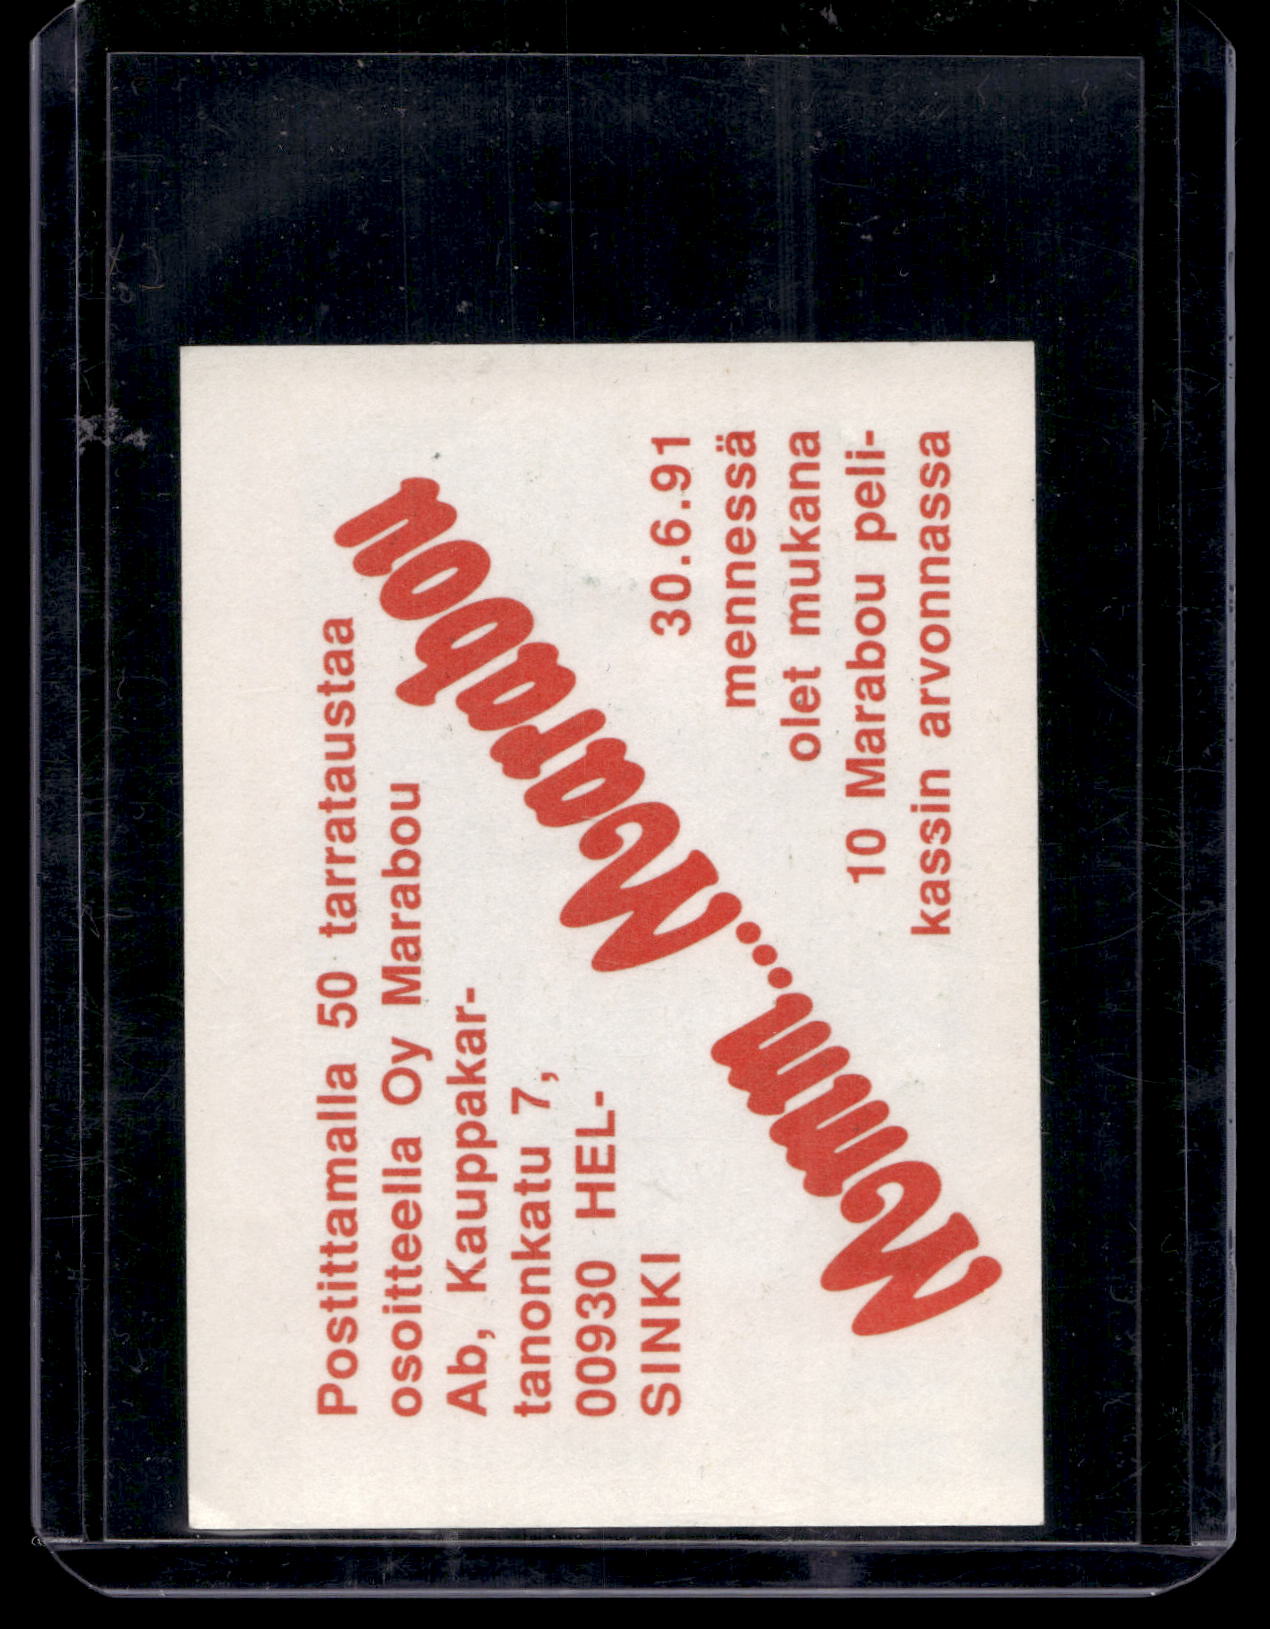 Postittamalla 50 tarrataustaa
osoitteella Oy Marabou
Ab, Kauppakar-
tanonkatu 7,
00930 HEL-
SINKI
Mmm...Marabou
30.6.91
mennessä
olet mukana
10 Marabou peli-
kassin arvonnassa